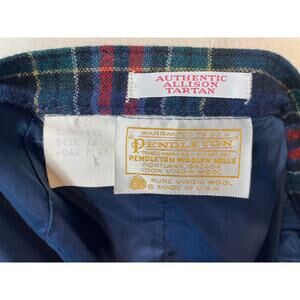 AUTHENTIC
ALLISON
TARTAN
SIZE 12
WARRANTED TO BE A
PENDLETON
PENDLETON WOOLEN MILLS
PORTLAND, OREGON
100% VIRGIN WOOL
PURE VIRGIN WOOL
MADE IN U.S.A.